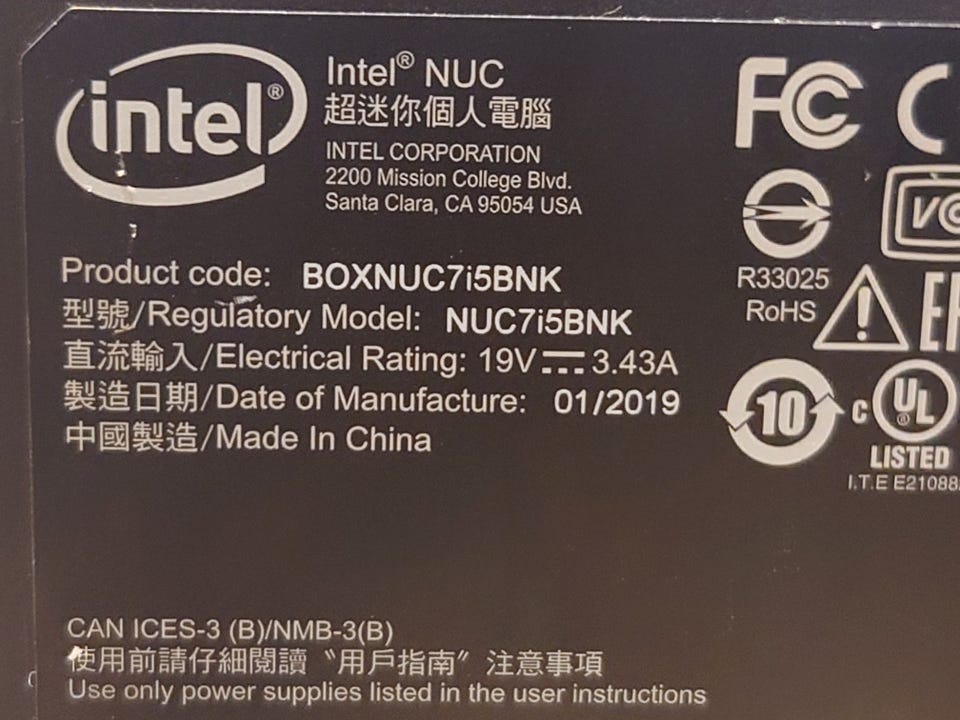 intel®
Intel® NUC
超迷你個人電腦
INTEL CORPORATION
2200 Mission College Blvd.
Santa Clara, CA 95054 USA
Product code: BOXNUC7i5BNK
型號/Regulatory Model: NUC7i5BNK
直流輸入/Electrical Rating: 19V⎓3.43A
製造日期/Date of Manufacture: 01/2019
中國製造/Made In China
FC
R33025
RoHS
10
c UL®
LISTED
I.T.E E21088
CAN ICES-3 (B)/NMB-3(B)
使用前請仔細閱讀〝用戶指南〞注意事項
Use only power supplies listed in the user instructions